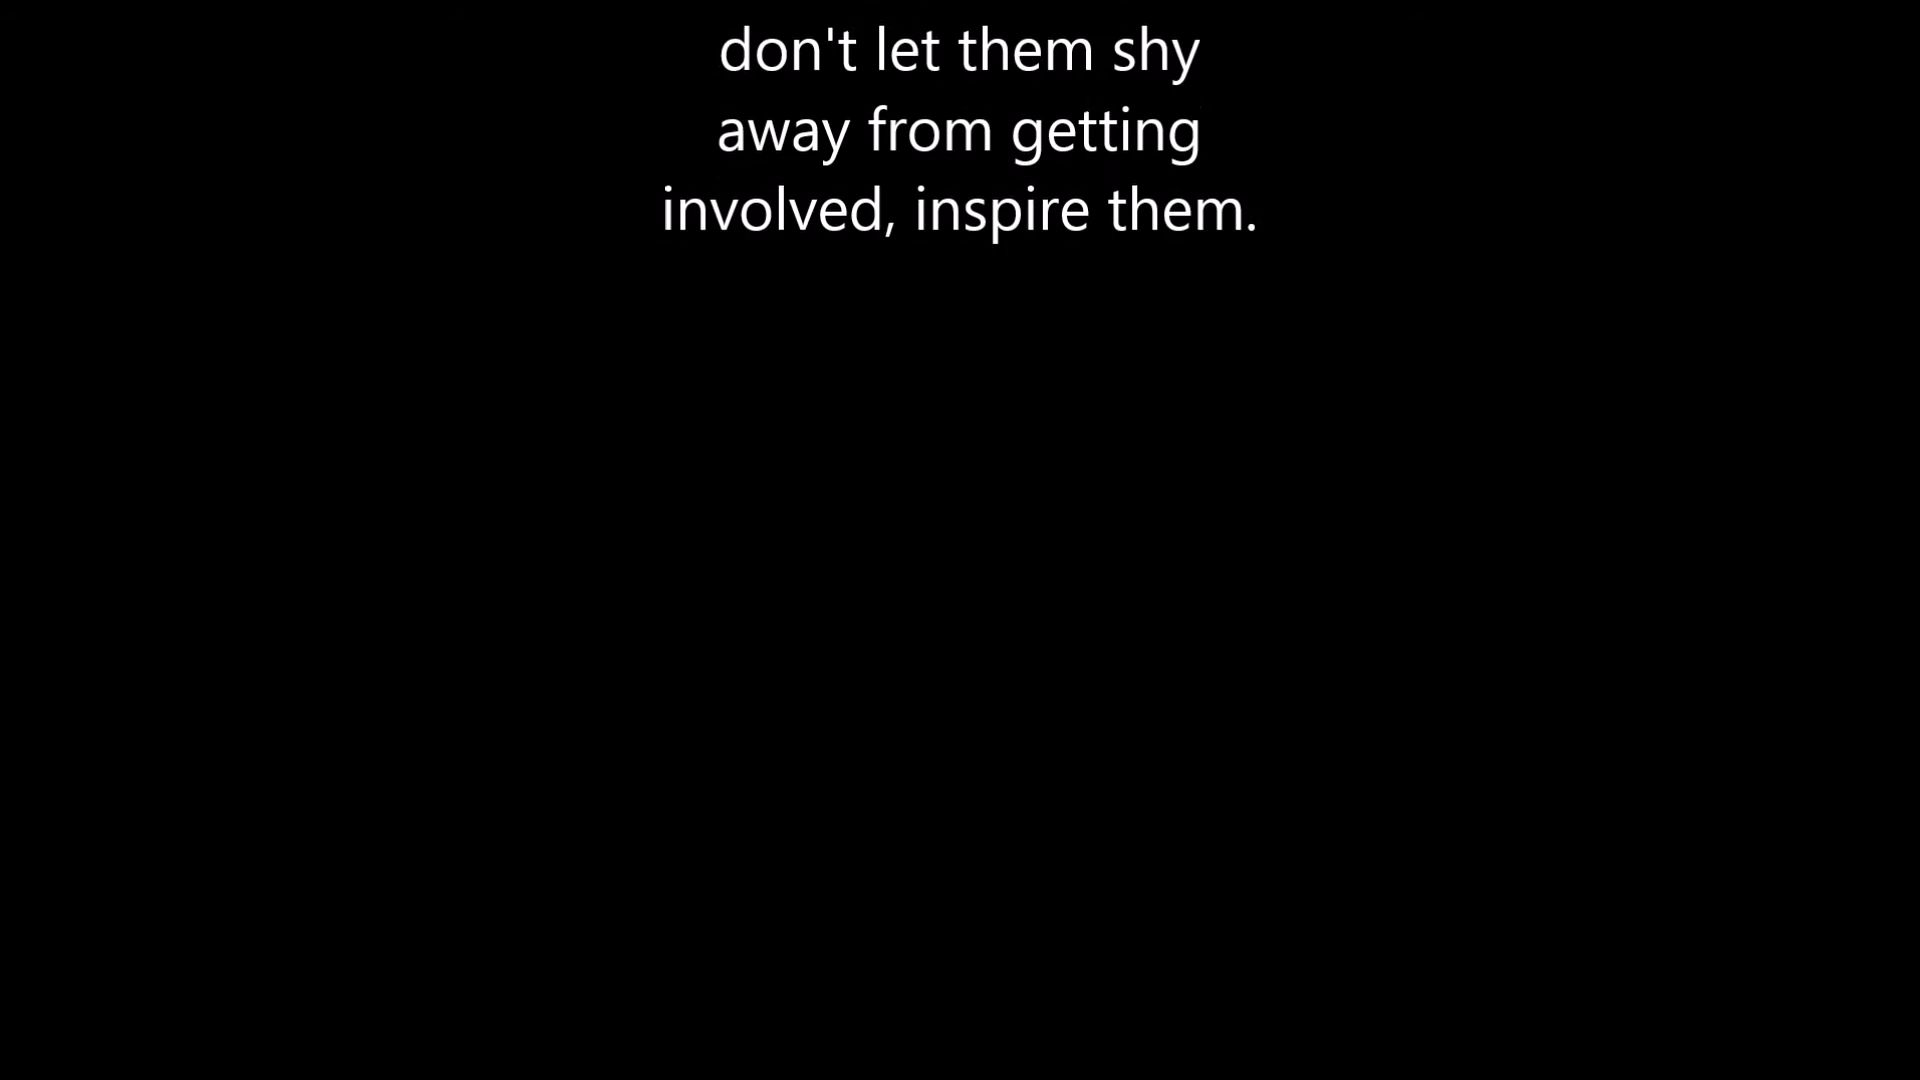 don't let them shy
away from getting
involved, inspire them.